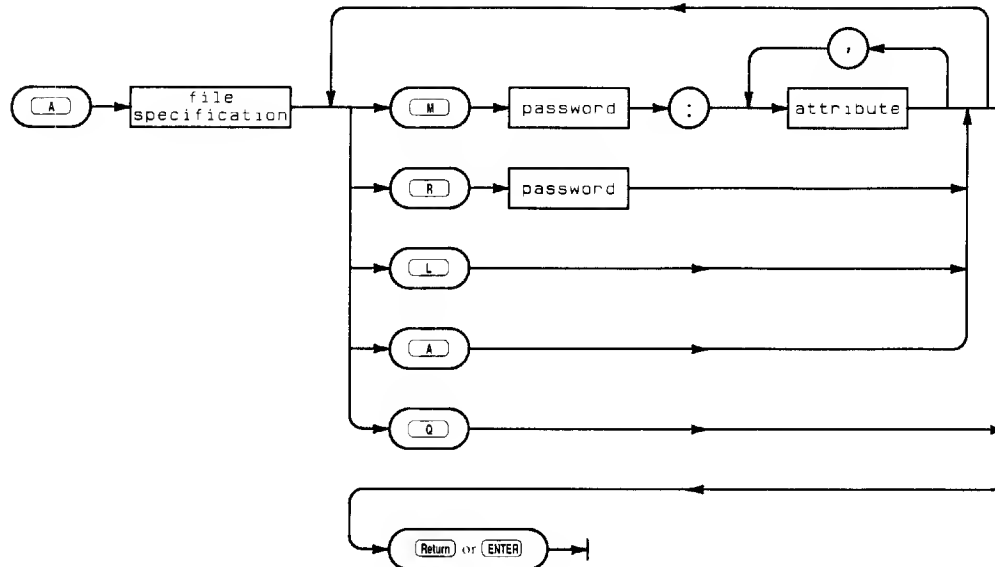 ,
A
file
specification
M
password
:
attribute
R
password
L
A
Q
Return or ENTER